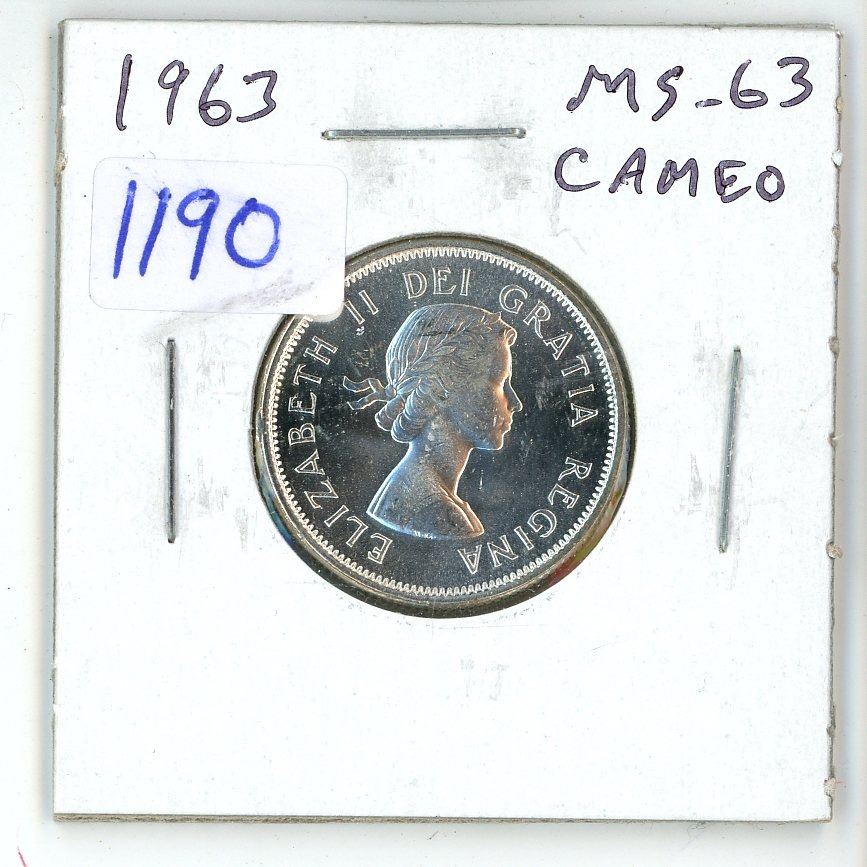 1963
MS-63
CAMEO
1190
ELIZABETH II DEI GRATIA REGINA